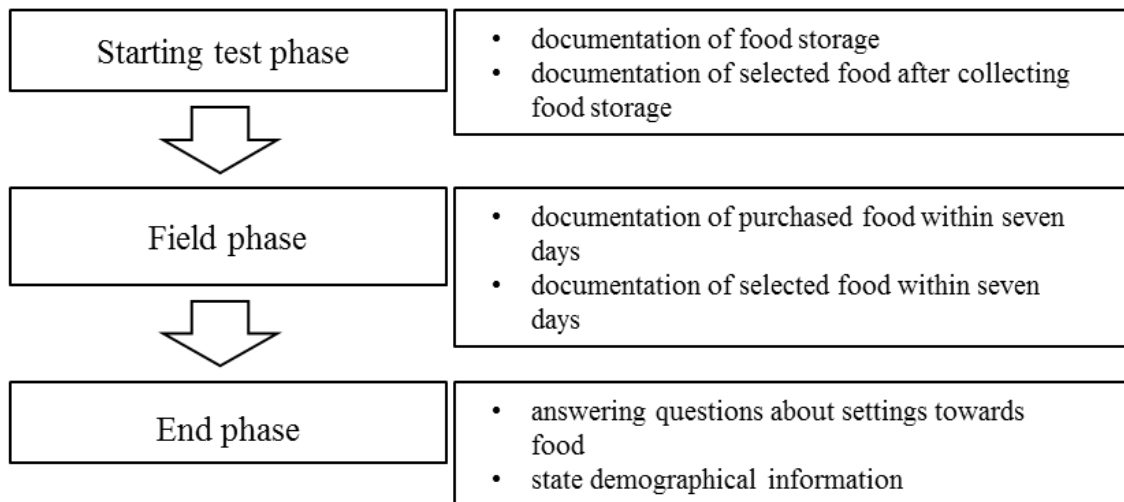 Starting test phase
• documentation of food storage
• documentation of selected food after collecting
food storage
Field phase
• documentation of purchased food within seven
days
• documentation of selected food within seven
days
End phase
• answering questions about settings towards
food
• state demographical information